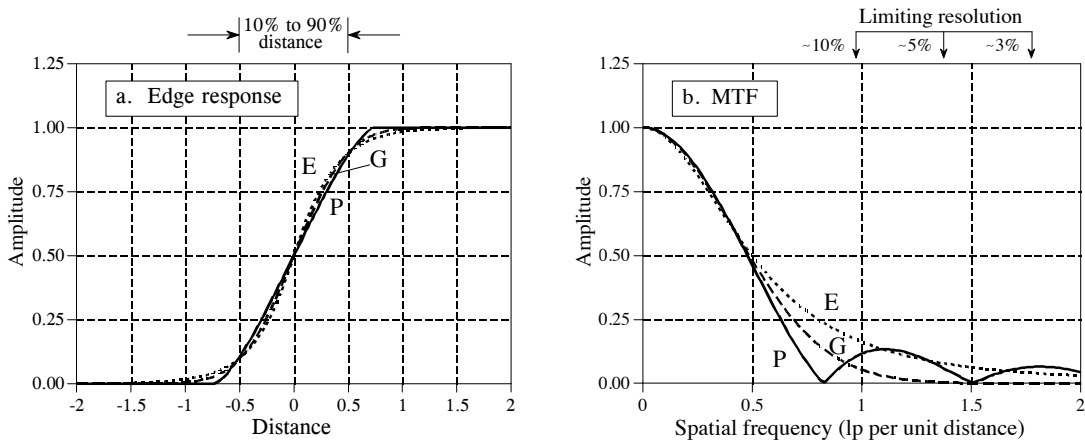 10% to 90%
distance
a. Edge response
E
G
P
Amplitude
1.25
1.00
0.75
0.50
0.25
0.00
-2 -1.5 -1 -0.5 0 0.5 1 1.5 2
Distance
Limiting resolution
~10% ~5% ~3%
b. MTF
E
G
P
Amplitude
1.25
1.00
0.75
0.50
0.25
0.00
0 0.5 1 1.5 2
Spatial frequency (lp per unit distance)